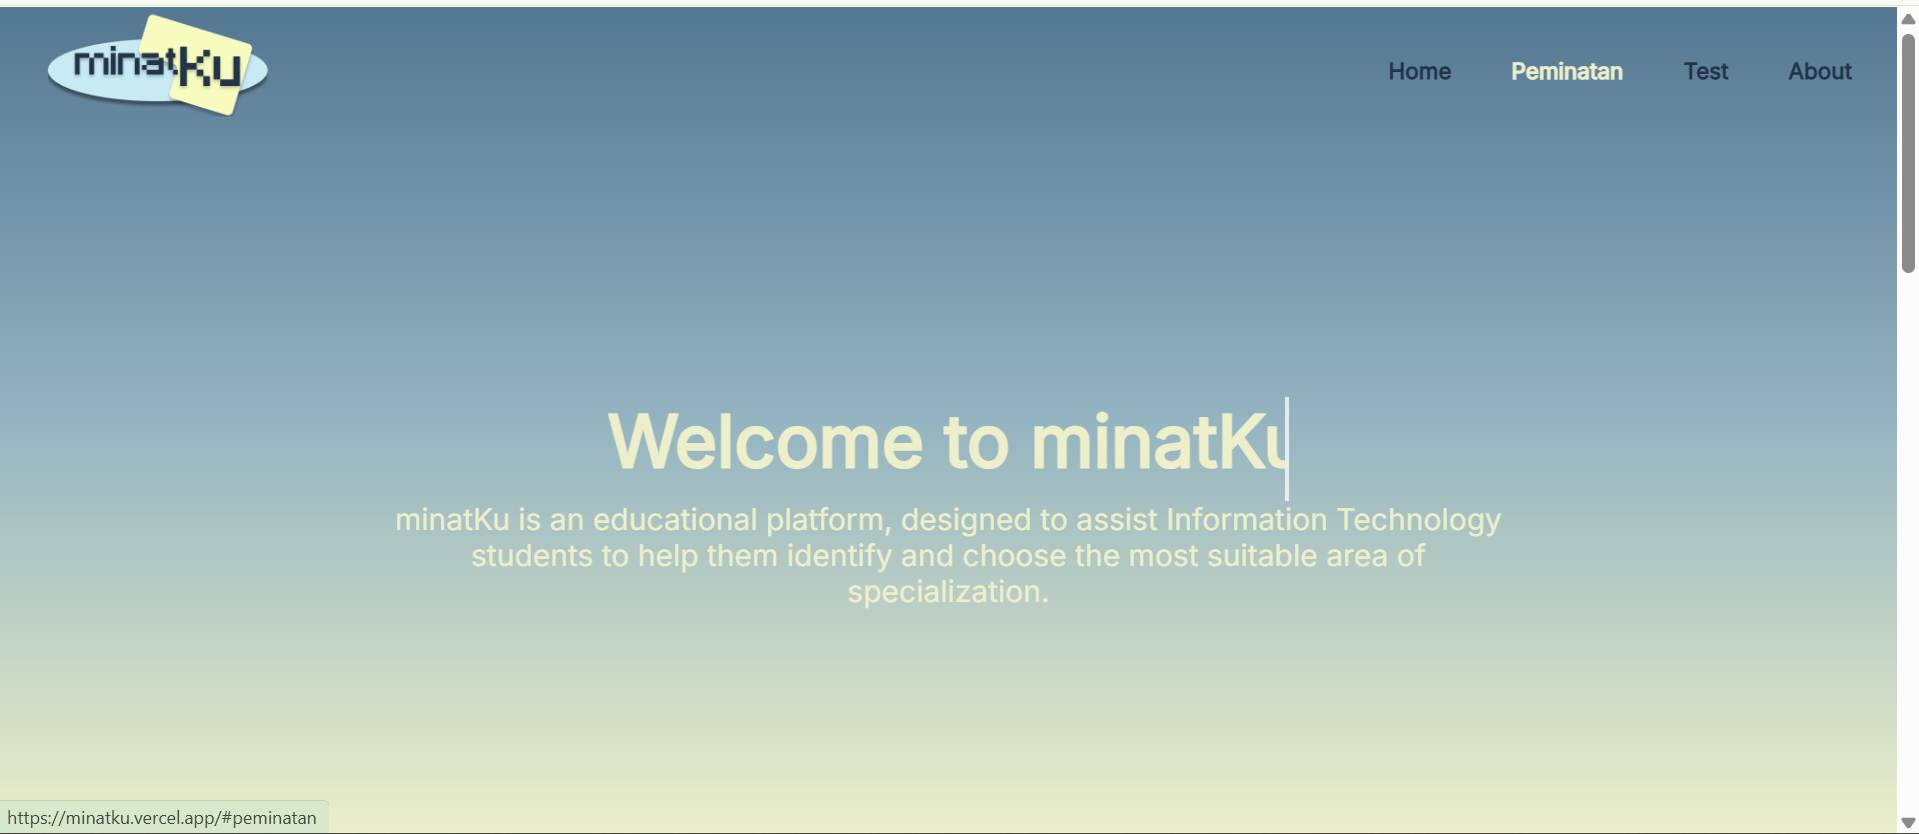 minatKu
Home Peminatan Test About
Welcome to minatKu
minatKu is an educational platform, designed to assist Information Technology
students to help them identify and choose the most suitable area of
specialization.
https://minatku.vercel.app/#peminatan